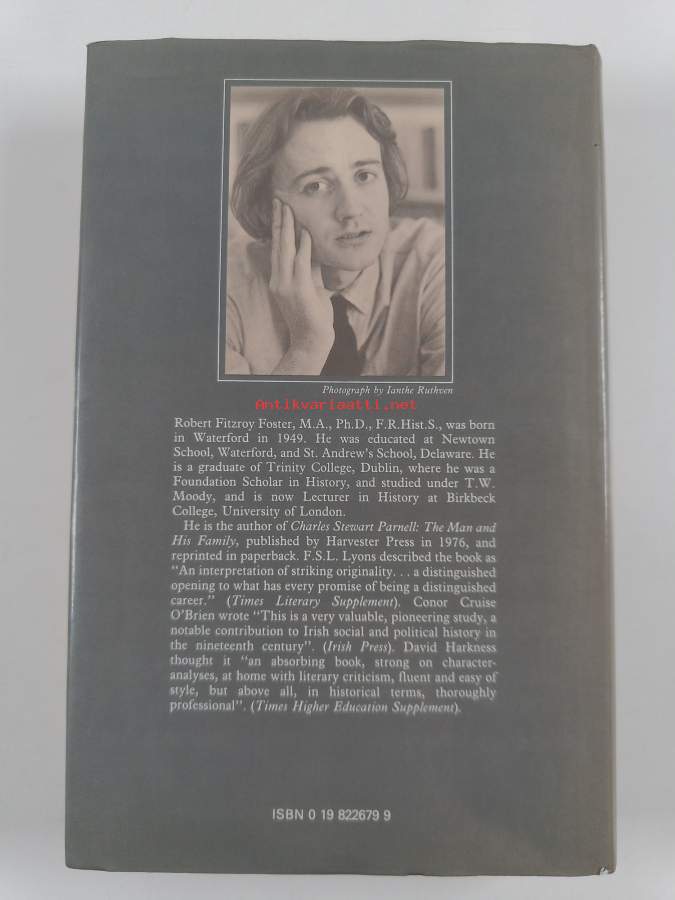 Photograph by Ianthe Ruthven
Antikvariaatti.net
Robert Fitzroy Foster, M.A., Ph.D., F.R.Hist.S., was born
in Waterford in 1949. He was educated at Newtown
School, Waterford, and St. Andrew's School, Delaware. He
is a graduate of Trinity College, Dublin, where he was a
Foundation Scholar in History, and studied under T.W.
Moody, and is now Lecturer in History at Birkbeck
College, University of London.
He is the author of Charles Stewart Parnell: The Man and
His Family, published by Harvester Press in 1976, and
reprinted in paperback. F.S.L. Lyons described the book as
"An interpretation of striking originality. . . a distinguished
opening to what has every promise of being a distinguished
career." (Times Literary Supplement). Conor Cruise
O'Brien wrote "This is a very valuable, pioneering study, a
notable contribution to Irish social and political history in
the nineteenth century". (Irish Press). David Harkness
thought it "an absorbing book, strong on character-
analyses, at home with literary criticism, fluent and easy of
style, but above all, in historical terms, thoroughly
professional". (Times Higher Education Supplement).
ISBN 0 19 822679 9